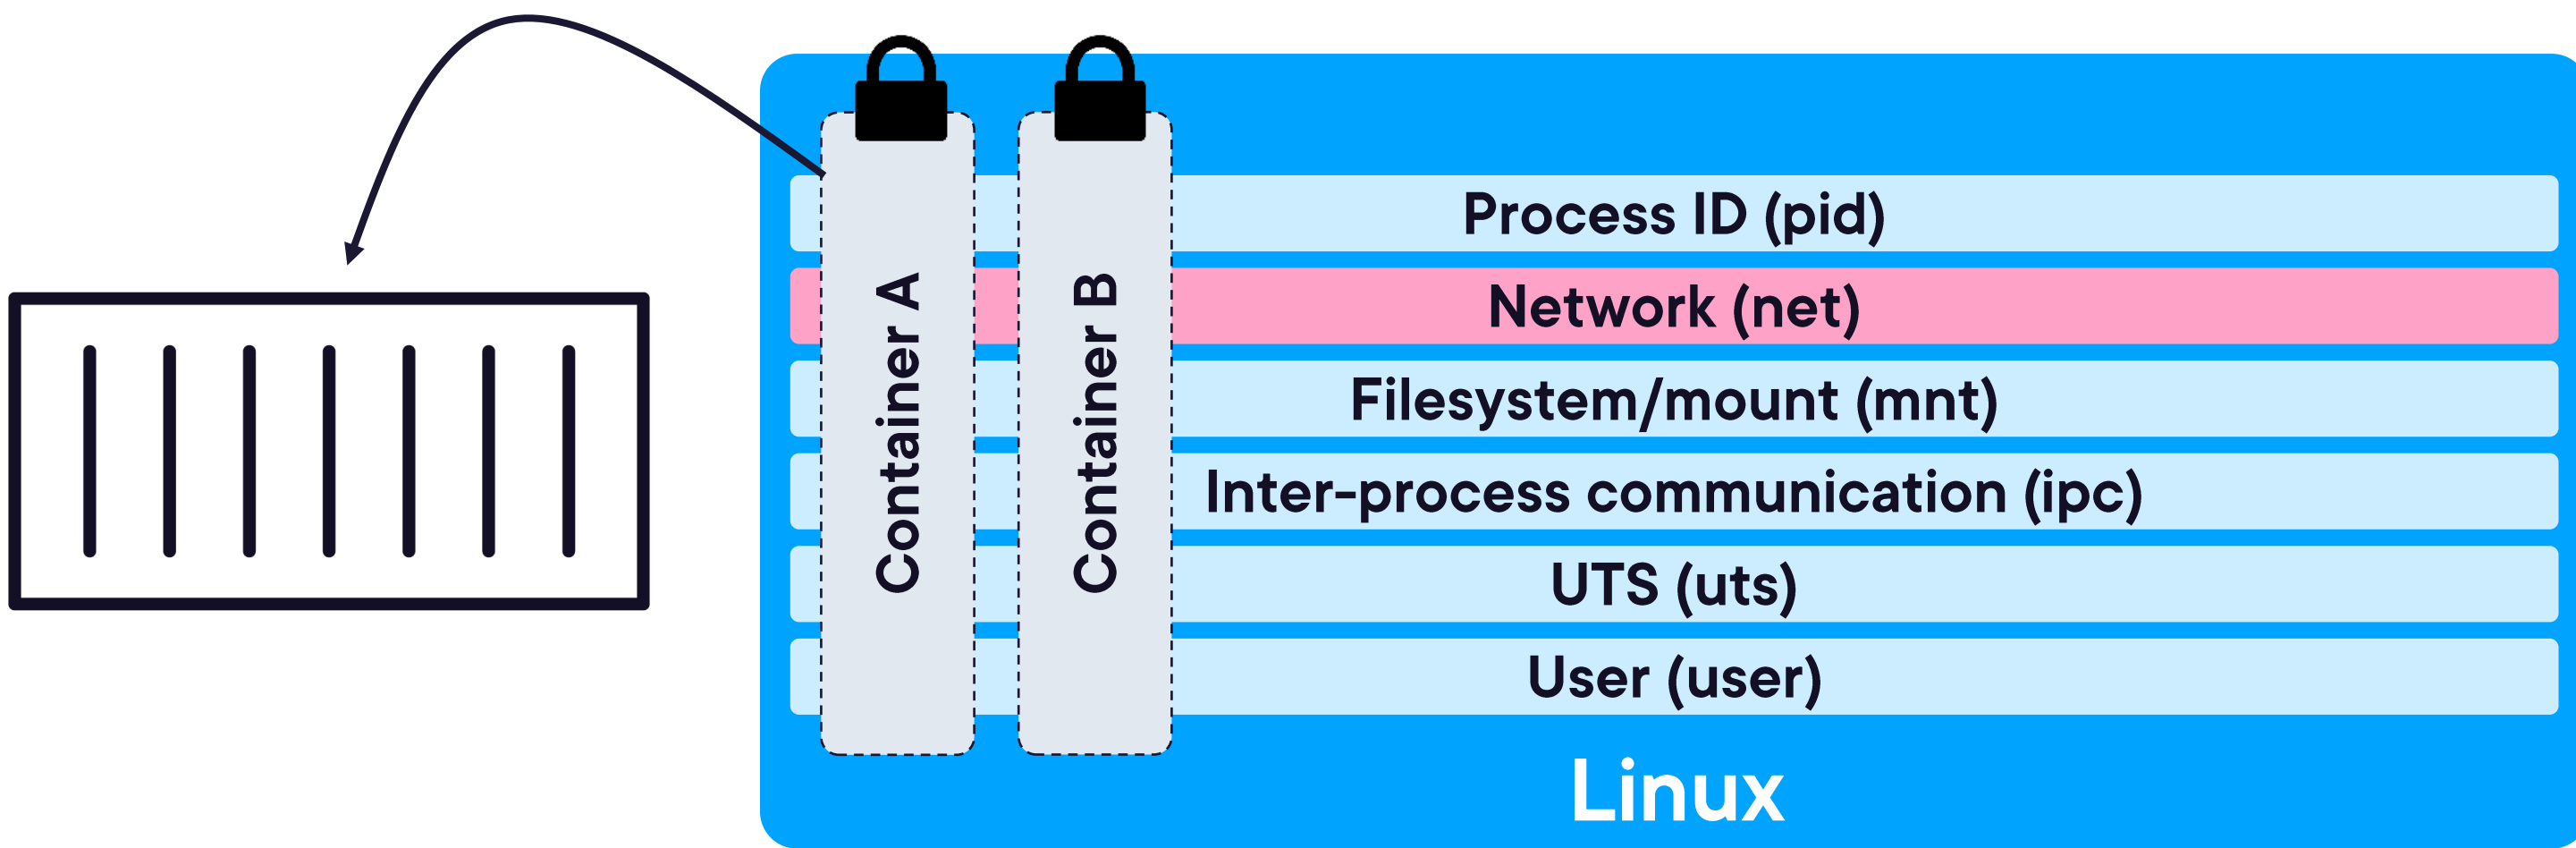 Container A
Container B
Process ID (pid)
Network (net)
Filesystem/mount (mnt)
Inter-process communication (ipc)
UTS (uts)
User (user)
Linux